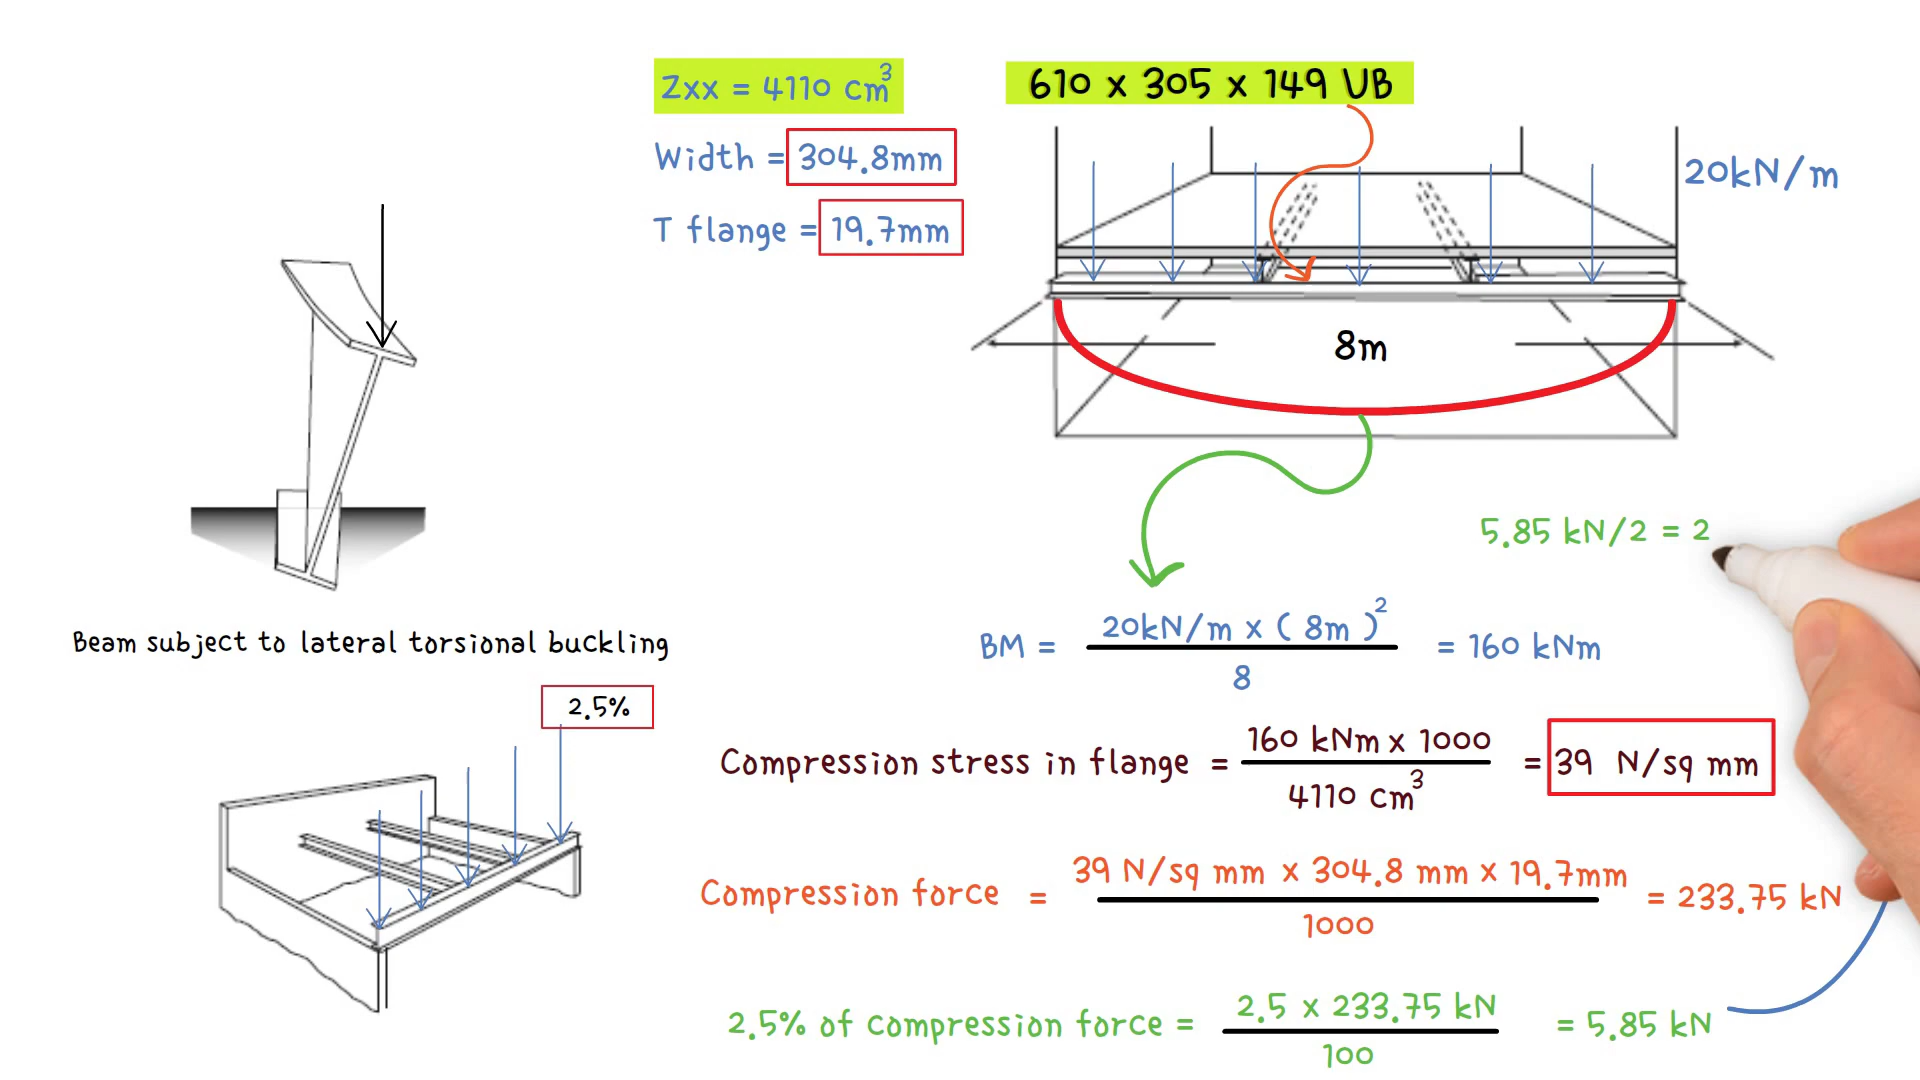 Zxx = 4110 cm³
610 x 305 x 149 UB
Width = 304.8mm
20kN/m
T flange = 19.7mm
8m
5.85 kN/2 = 2
Beam subject to lateral torsional buckling
BM = 20kN/m x ( 8m )² / 8 = 160 kNm
2.5%
Compression stress in flange = 160 kNm x 1000 / 4110 cm³ = 39 N/sq mm
Compression force = 39 N/sq mm x 304.8 mm x 19.7mm / 1000 = 233.75 kN
2.5% of compression force = 2.5 x 233.75 kN / 100 = 5.85 kN